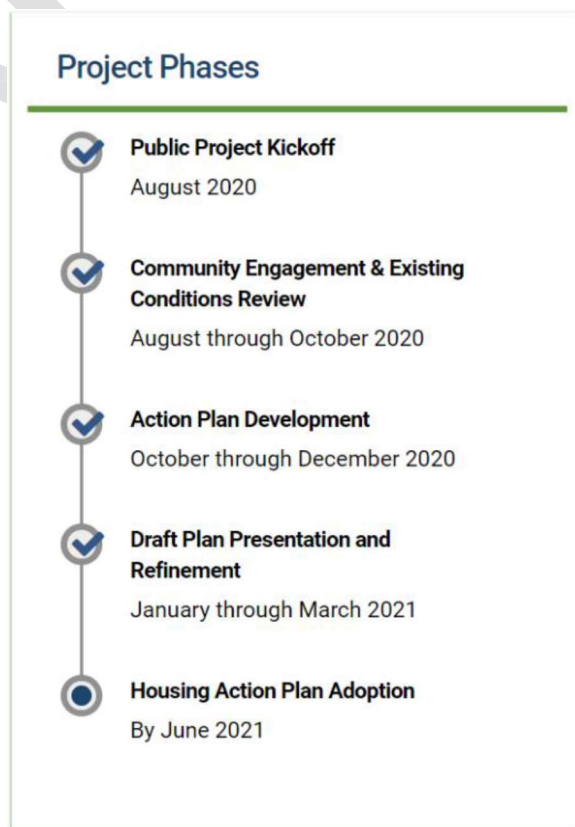 Project Phases
Public Project Kickoff
August 2020
Community Engagement & Existing
Conditions Review
August through October 2020
Action Plan Development
October through December 2020
Draft Plan Presentation and
Refinement
January through March 2021
Housing Action Plan Adoption
By June 2021